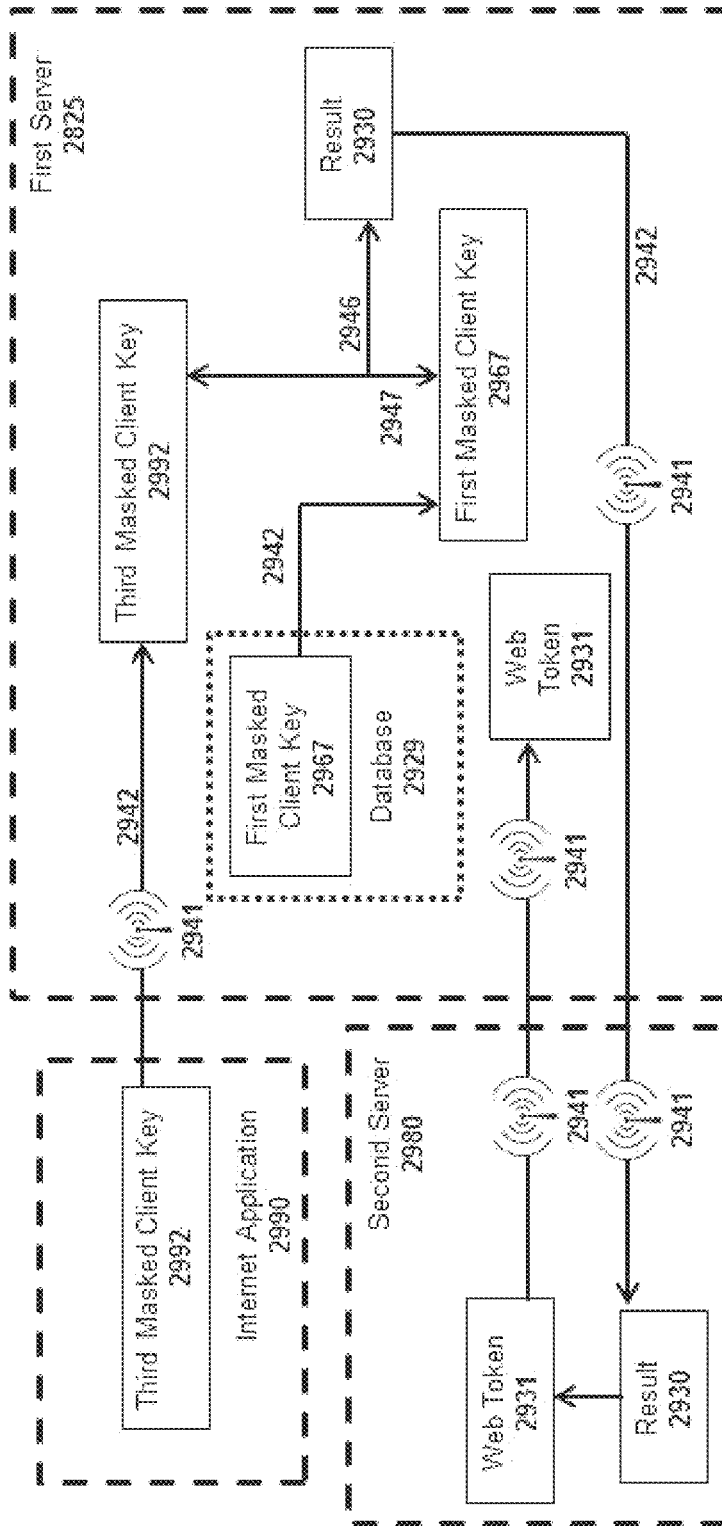 Third Masked Client Key
2992
Internet Application
2990
2941
2942
Third Masked Client Key
2992
First Server
2825
First Masked
Client Key
2967
Database
2929
2942
2947
2946
First Masked Client Key
2967
Result
2930
Second Server
2980
Web Token
2931
2941
2941
Web
Token
2931
Result
2930
2941
2941
2942